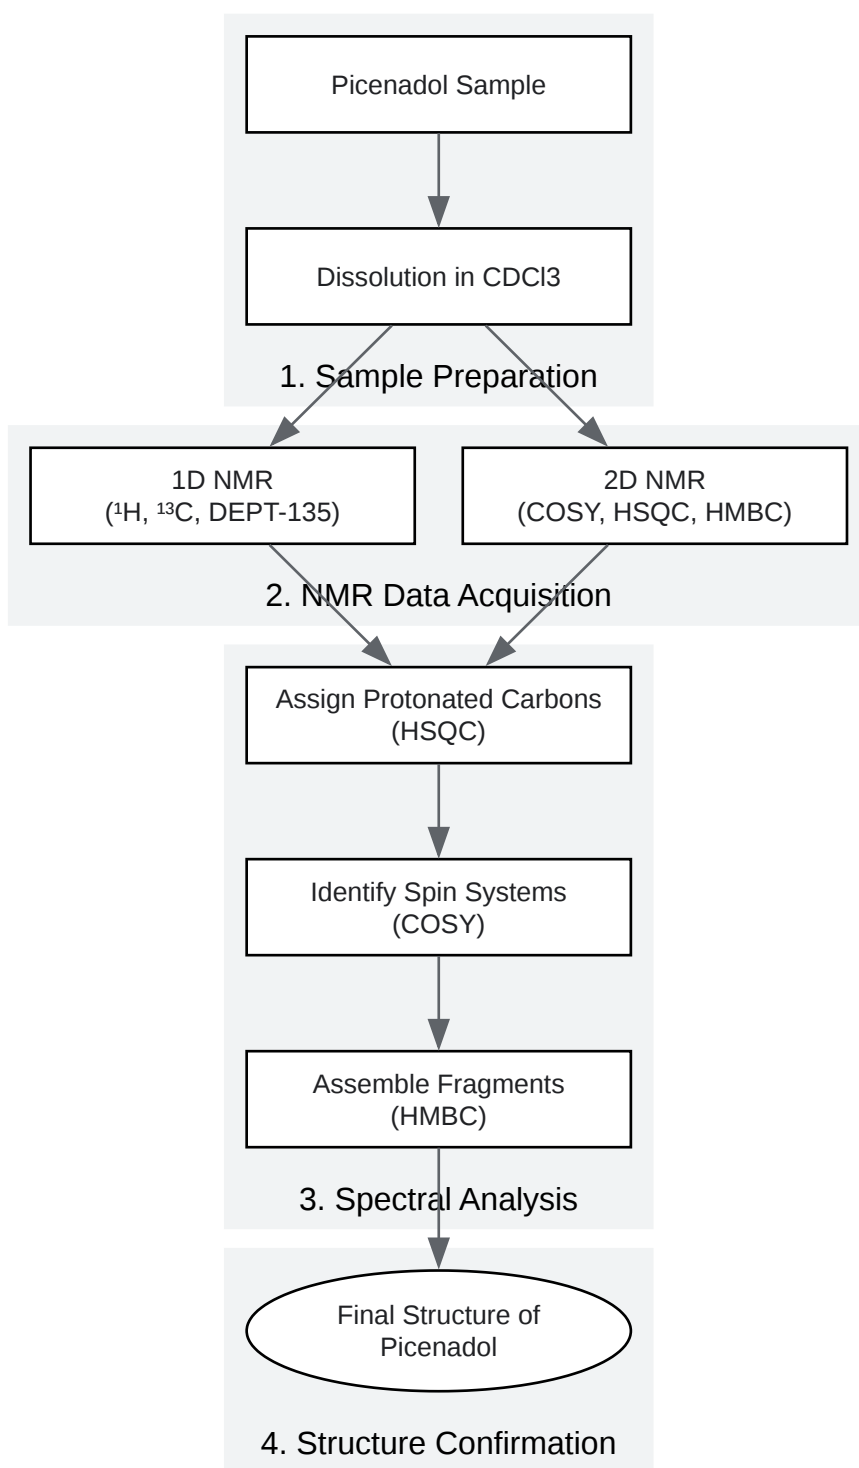 Picenadol Sample
Dissolution in CDCl3
1. Sample Preparation
1D NMR
(¹H, ¹³C, DEPT-135)
2D NMR
(COSY, HSQC, HMBC)
2. NMR Data Acquisition
Assign Protonated Carbons
(HSQC)
Identify Spin Systems
(COSY)
Assemble Fragments
(HMBC)
3. Spectral Analysis
Final Structure of
Picenadol
4. Structure Confirmation